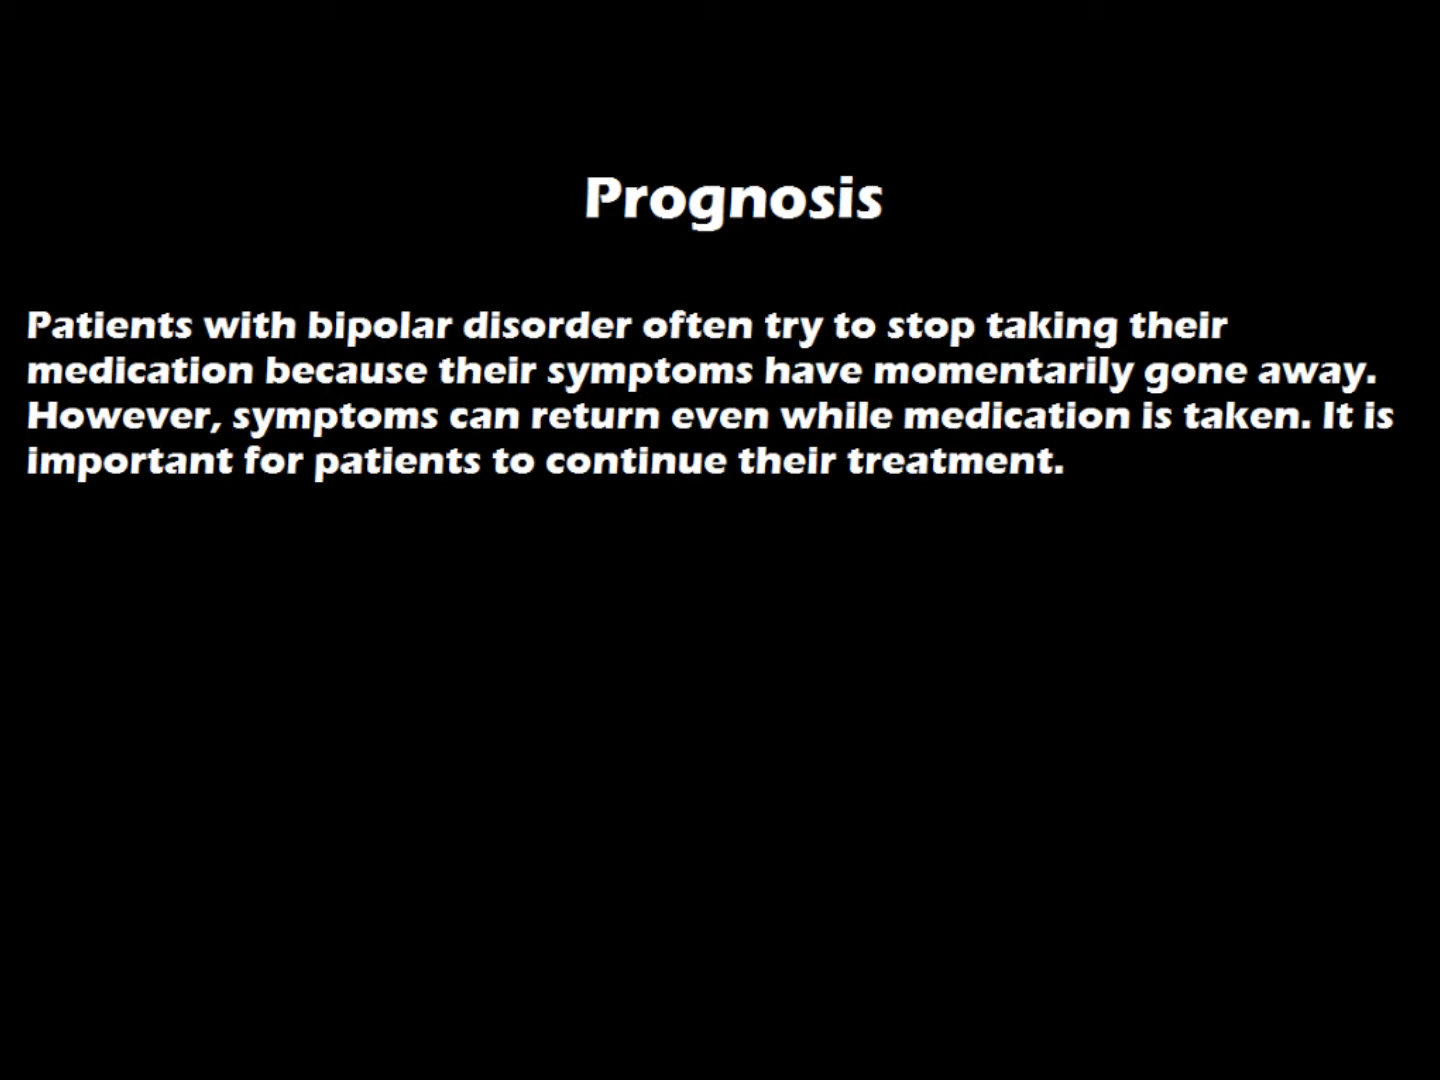 Prognosis
Patients with bipolar disorder often try to stop taking their
medication because their symptoms have momentarily gone away.
However, symptoms can return even while medication is taken. It is
important for patients to continue their treatment.